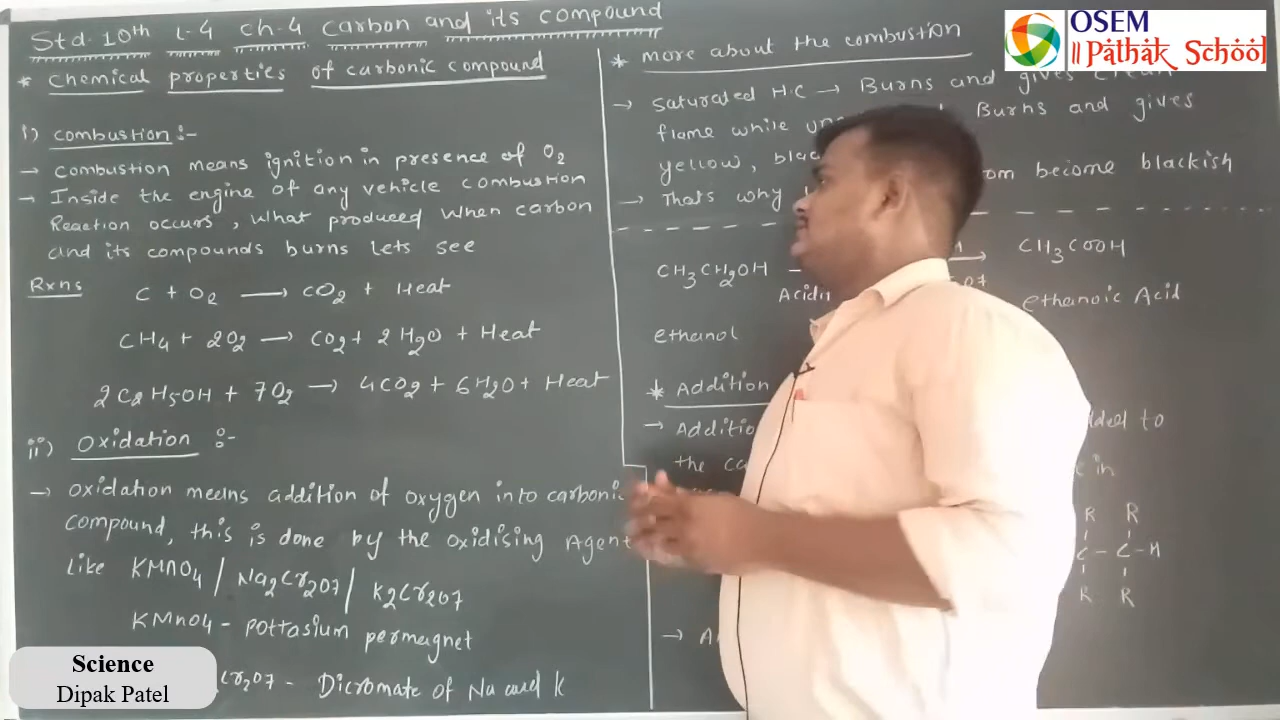 Std. 10th L-4 ch-4 carbon and its compound
* chemical properties of carbonic compound
i) combustion :-
→ combustion means ignition in presence of O2
→ Inside the engine of any vehicle combustion
Reaction occurs, what produced when carbon
and its compounds burns lets see
Rxns C + O2 → CO2 + Heat
CH4 + 2O2 → CO2 + 2H2O + Heat
2C2H5OH + 7O2 → 4CO2 + 6H2O + Heat
ii) Oxidation :-
→ oxidation means addition of oxygen into carbonic
compound, this is done by the oxidising Agent
like KMnO4 / Na2Cr2O7 / K2Cr2O7
KMnO4 - pottasium permagnet
Cr2O7 - Dicromate of Na and K
Science
Dipak Patel
OSEM
॥ Pathak School
* more about the combustion
→ saturated H.C → Burns and gives clean
flame while Burns and gives
yellow, become blackish
→ That's why
CH3CH2OH → CH3COOH
ethanol ethanoic Acid
* Addition
→ Additio to
the in
R R
C - C - H
R R
→